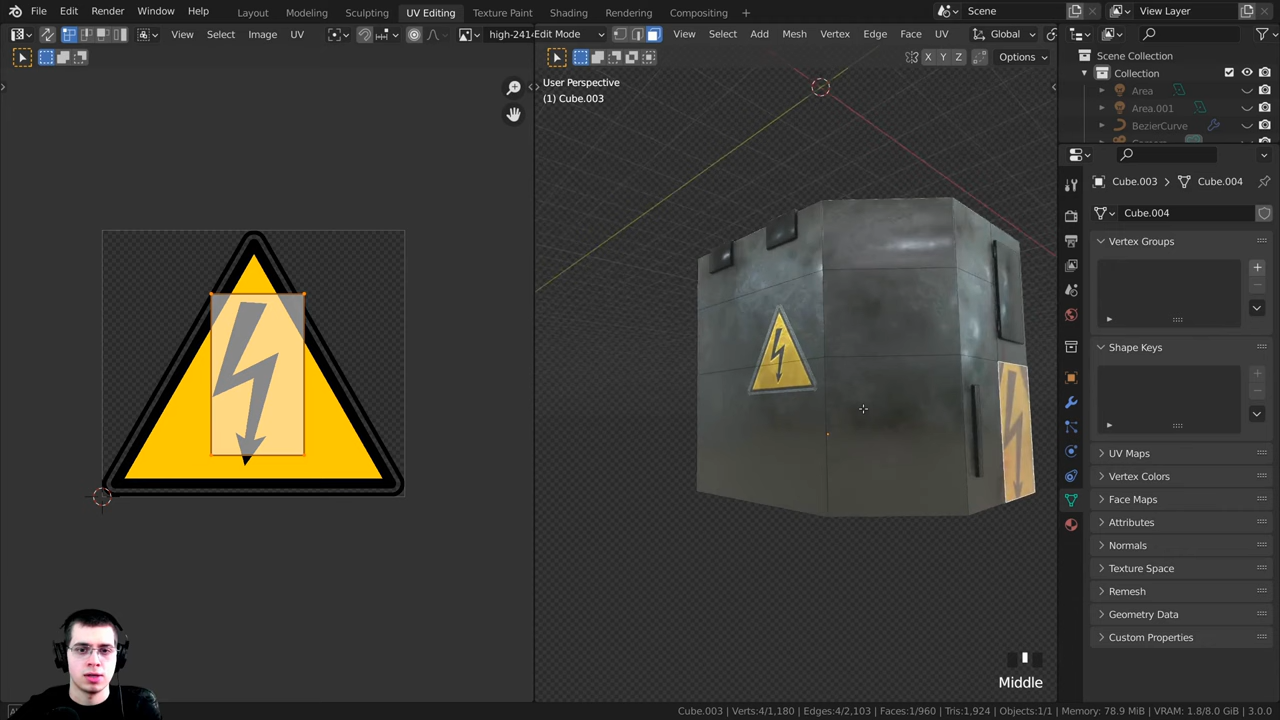 File Edit Render Window Help Layout Modeling Sculpting UV Editing Texture Paint Shading Rendering Compositing Scene View Layer
View Select Image UV high-241 Edit Mode View Select Add Mesh Vertex Edge Face UV Global
X Y Z Options
User Perspective
(1) Cube.003
Scene Collection
Collection
Area
Area.001
BezierCurve
Cube.003 > Cube.004
Cube.004
Vertex Groups
Shape Keys
UV Maps
Vertex Colors
Face Maps
Attributes
Normals
Texture Space
Remesh
Geometry Data
Custom Properties
Middle
Cube.003 | Verts:4/1,180 | Edges:4/2,103 | Faces:1/960 | Tris:1,924 | Objects:1/1 | Memory: 78.9 MiB | VRAM: 1.8/8.0 GiB | 3.0.0